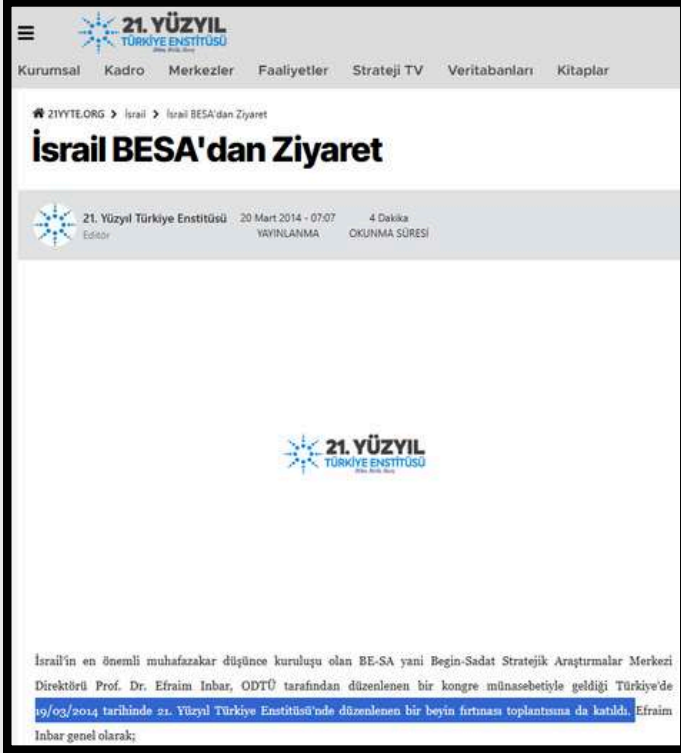 21. YÜZYIL
TÜRKİYE ENSTİTÜSÜ
Kurumsal Kadro Merkezler Faaliyetler Strateji TV Veritabanları Kitaplar
21YYTE.ORG > İsrail > İsrail BESA'dan Ziyaret
İsrail BESA'dan Ziyaret
21. Yüzyıl Türkiye Enstitüsü 20 Mart 2014 - 07:07 4 Dakika
Editör YAYINLANMA OKUNMA SÜRESİ
21. YÜZYIL
TÜRKİYE ENSTİTÜSÜ
İsrail'in en önemli muhafazakar düşünce kuruluşu olan BE-SA yani Begin-Sadat Stratejik Araştırmalar Merkezi
Direktörü Prof. Dr. Efraim Inbar, ODTÜ tarafından düzenlenen bir kongre münasebetiyle geldiği Türkiye'de
19/03/2014 tarihinde 21. Yüzyıl Türkiye Enstitüsü'nde düzenlenen bir beyin fırtınası toplantısına da katıldı. Efraim
Inbar genel olarak;